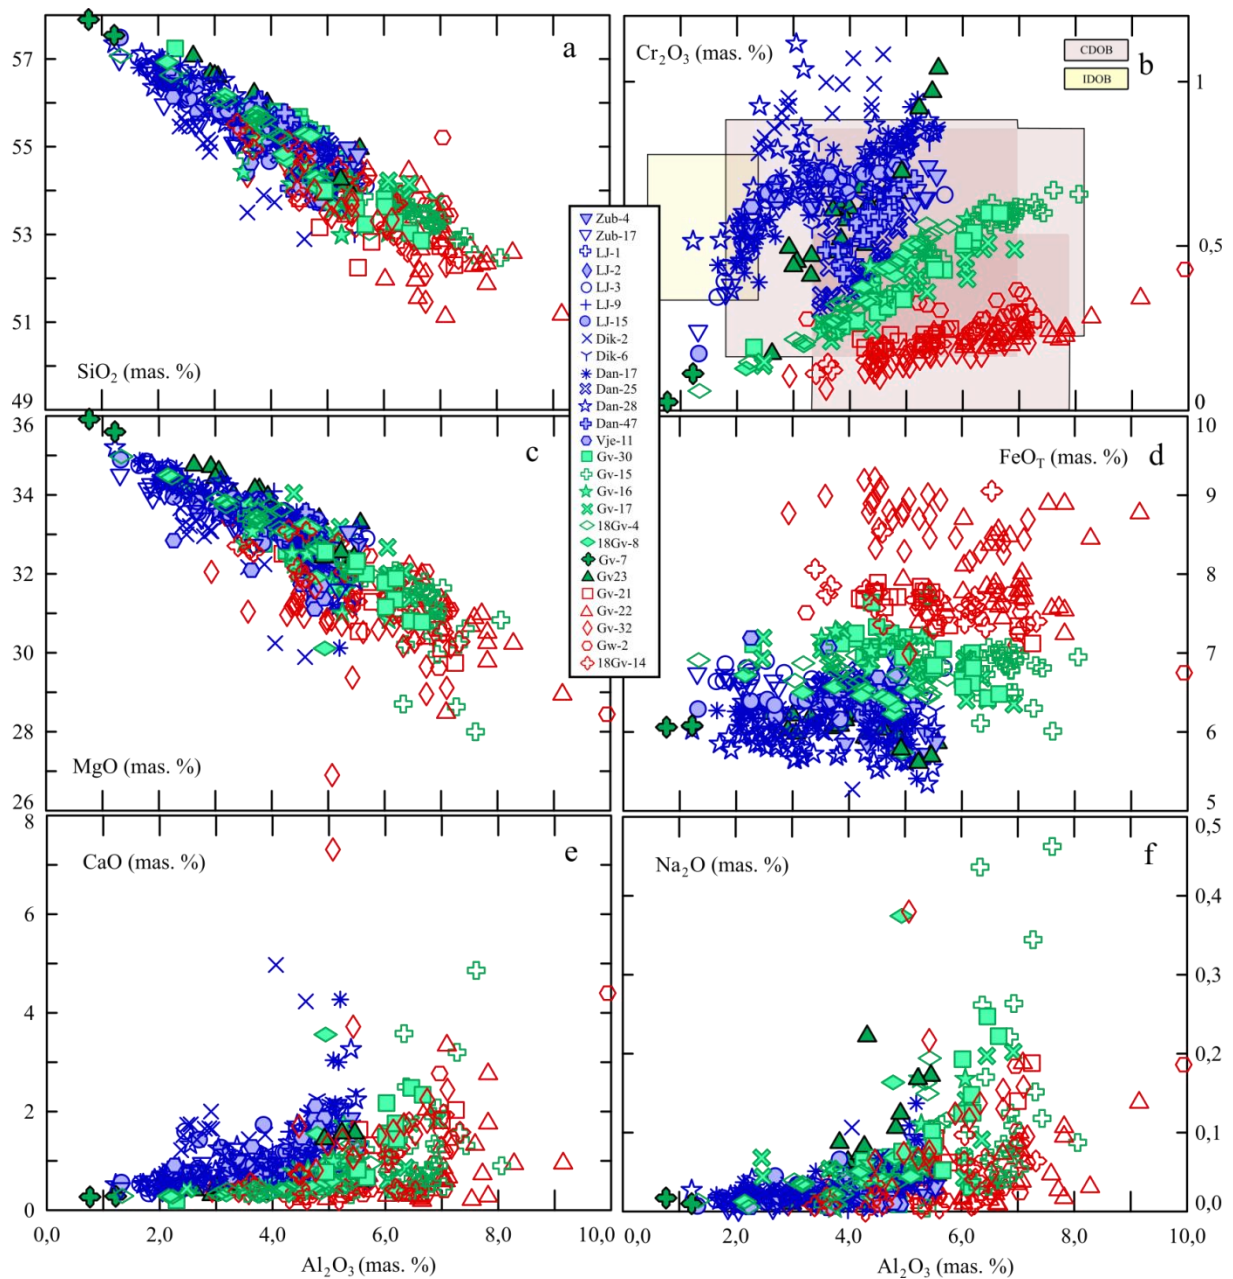 a
57
55
53
51
49
SiO2 (mas. %)
Cr2O3 (mas. %)
CDOB
IDOB
b
1
0,5
0
Zub-4
Zub-17
LJ-1
LJ-2
LJ-3
LJ-9
LJ-15
Dik-2
Dik-6
Dan-17
Dan-25
Dan-28
Dan-47
Vje-11
Gv-30
Gv-15
Gv-16
Gv-17
18Gv-4
18Gv-8
Gv-7
Gv23
Gv-21
Gv-22
Gv-32
Gw-2
18Gv-14
c
36
34
32
30
28
26
MgO (mas. %)
FeOT (mas. %)
d
10
9
8
7
6
5
CaO (mas. %)
e
8
6
4
2
0
Na2O (mas. %)
f
0,5
0,4
0,3
0,2
0,1
0,0
0,0 2,0 4,0 6,0 8,0 10,0
Al2O3 (mas. %)
0,0 2,0 4,0 6,0 8,0 10,0
Al2O3 (mas. %)